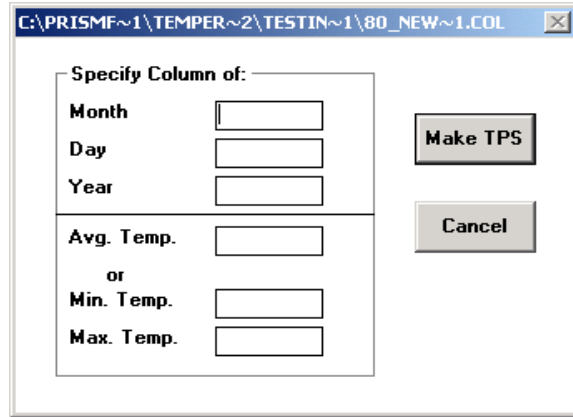 C:\PRISMF~1\TEMPER~2\TESTIN~1\80_NEW~1.COL
Specify Column of:
Month
Day
Year
Avg. Temp.
or
Min. Temp.
Max. Temp.
Make TPS
Cancel